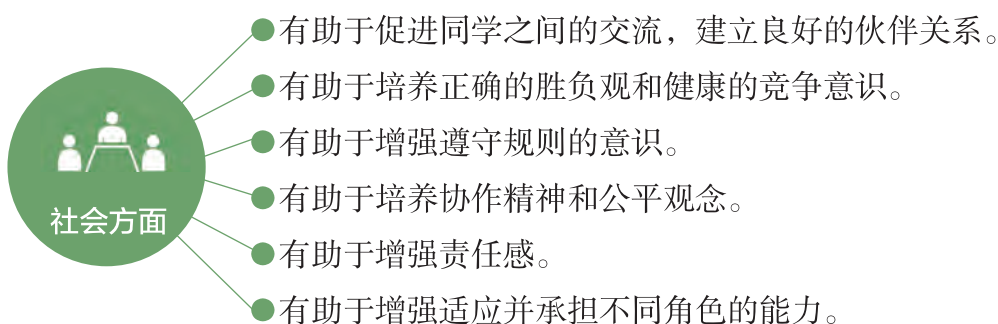 有助于促进同学之间的交流，建立良好的伙伴关系。
有助于培养正确的胜负观和健康的竞争意识。
有助于增强遵守规则的意识。
有助于培养协作精神和公平观念。
社会方面
有助于增强责任感。
有助于增强适应并承担不同角色的能力。